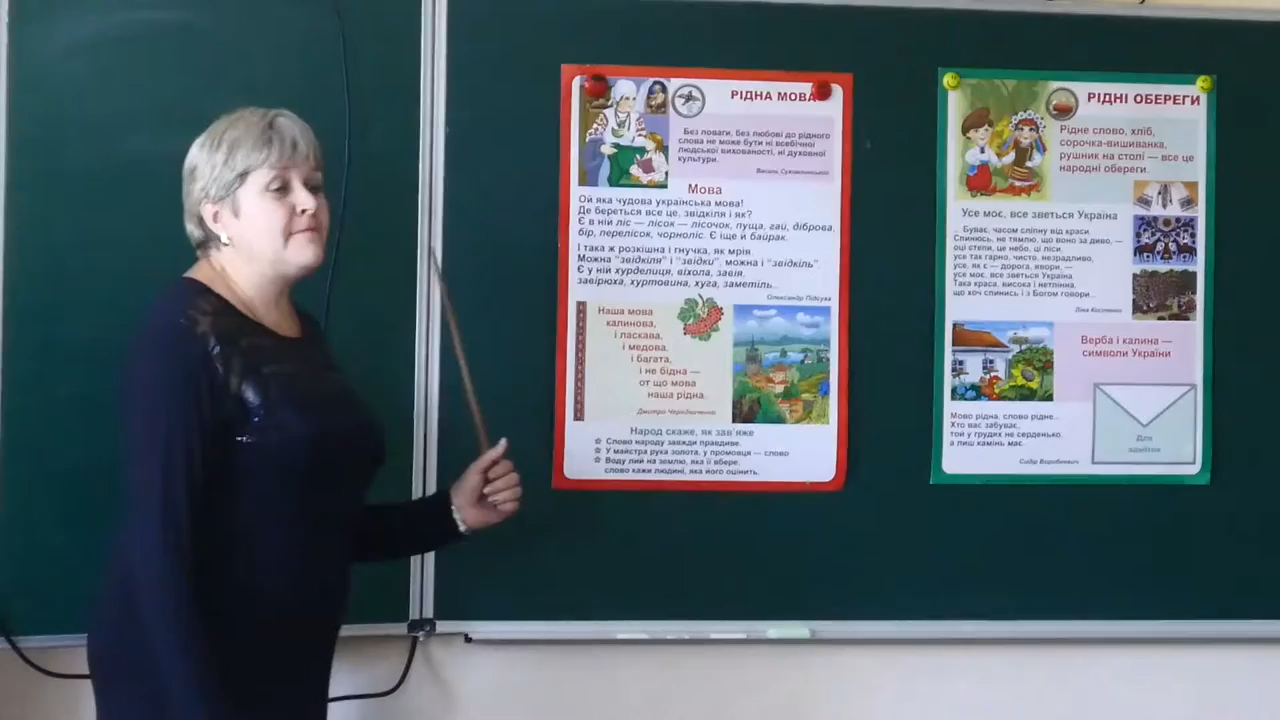 РІДНА МОВА
Без поваги, без любові до рідного
слова не може бути ні всебічної
людської вихованості, ні духовної
культури.
Василь Сухомлинський
Мова
Ой яка чудова українська мова!
Де береться все це, звідкіля і як?
Є в ній ліс — лісок — лісочок, пуща, гай, діброва,
бір, перелісок, чорноліс. Є іще й байрак.
І така ж розкішна і гнучка, як мрія.
Можна "звідкіля" і "звідки", можна і "звідкіль".
Є у ній хурделиця, віхола, завія,
завірюха, хуртовина, хуга, заметіль...
Олександр Підсуха
Наша мова
калинова,
і ласкава,
і медова,
і багата,
і не бідна —
от що мова
наша рідна.
Дмитро Чередниченко
Народ скаже, як зав'яже
Слово народу завжди правдиве.
У майстра рука золота, у промовця — слово
Воду лий на землю, яка її вбере;
слово кажи людині, яка його оцінить.
РІДНІ ОБЕРЕГИ
Рідне слово, хліб,
сорочка-вишиванка,
рушник на столі — все це
народні обереги.
Усе моє, все зветься Україна
... Буває, часом сліпну від краси.
Спинюсь, не тямлю, що воно за диво, —
оці степи, це небо, ці ліси,
усе так гарно, чисто, незрадливо,
усе, як є — дорога, явори, —
усе моє, все зветься Україна.
Така краса, висока і нетлінна,
що хоч спинись і з Богом говори...
Ліна Костенко
Верба і калина —
символи України
Мово рідна, слово рідне...
Хто вас забуває,
той у грудях не серденько,
а лиш камінь має.
Сидір Воробкевич
Для
заміток